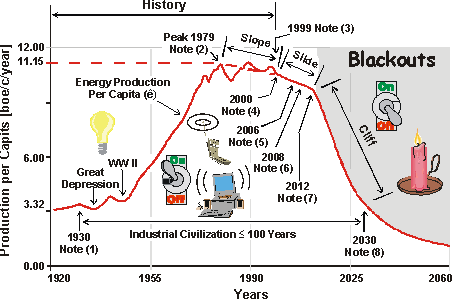 History
Peak 1979
Note (2)
Slope
1999 Note (3)
Slide
12.00
11.15
6.00
3.32
0.00
Production per Capits [boe/c/year]
Energy Production
Per Capita (ê)
Blackouts
On
Off
Cliff
2000
Note (4)
2006
Note (5)
2008
Note (6)
2012
Note (7)
Great
Depression
WW II
On
Off
1930
Note (1)
Industrial Civilization ≤ 100 Years
2030
Note (8)
1920
1955
1990
2025
2060
Years